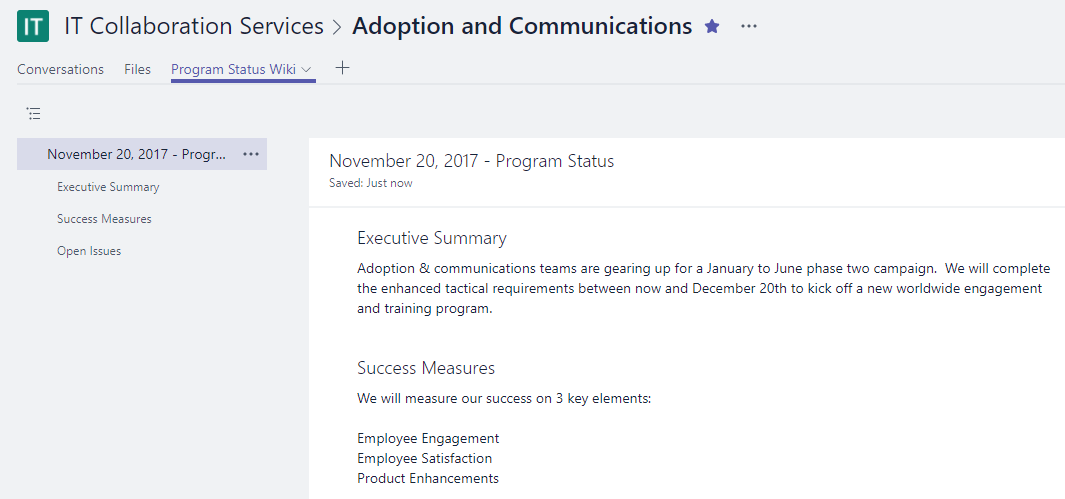 IT IT Collaboration Services > Adoption and Communications ...
Conversations Files Program Status Wiki
November 20, 2017 - Progr... ...
Executive Summary
Success Measures
Open Issues
November 20, 2017 - Program Status
Saved: Just now
Executive Summary
Adoption & communications teams are gearing up for a January to June phase two campaign. We will complete
the enhanced tactical requirements between now and December 20th to kick off a new worldwide engagement
and training program.
Success Measures
We will measure our success on 3 key elements:
Employee Engagement
Employee Satisfaction
Product Enhancements